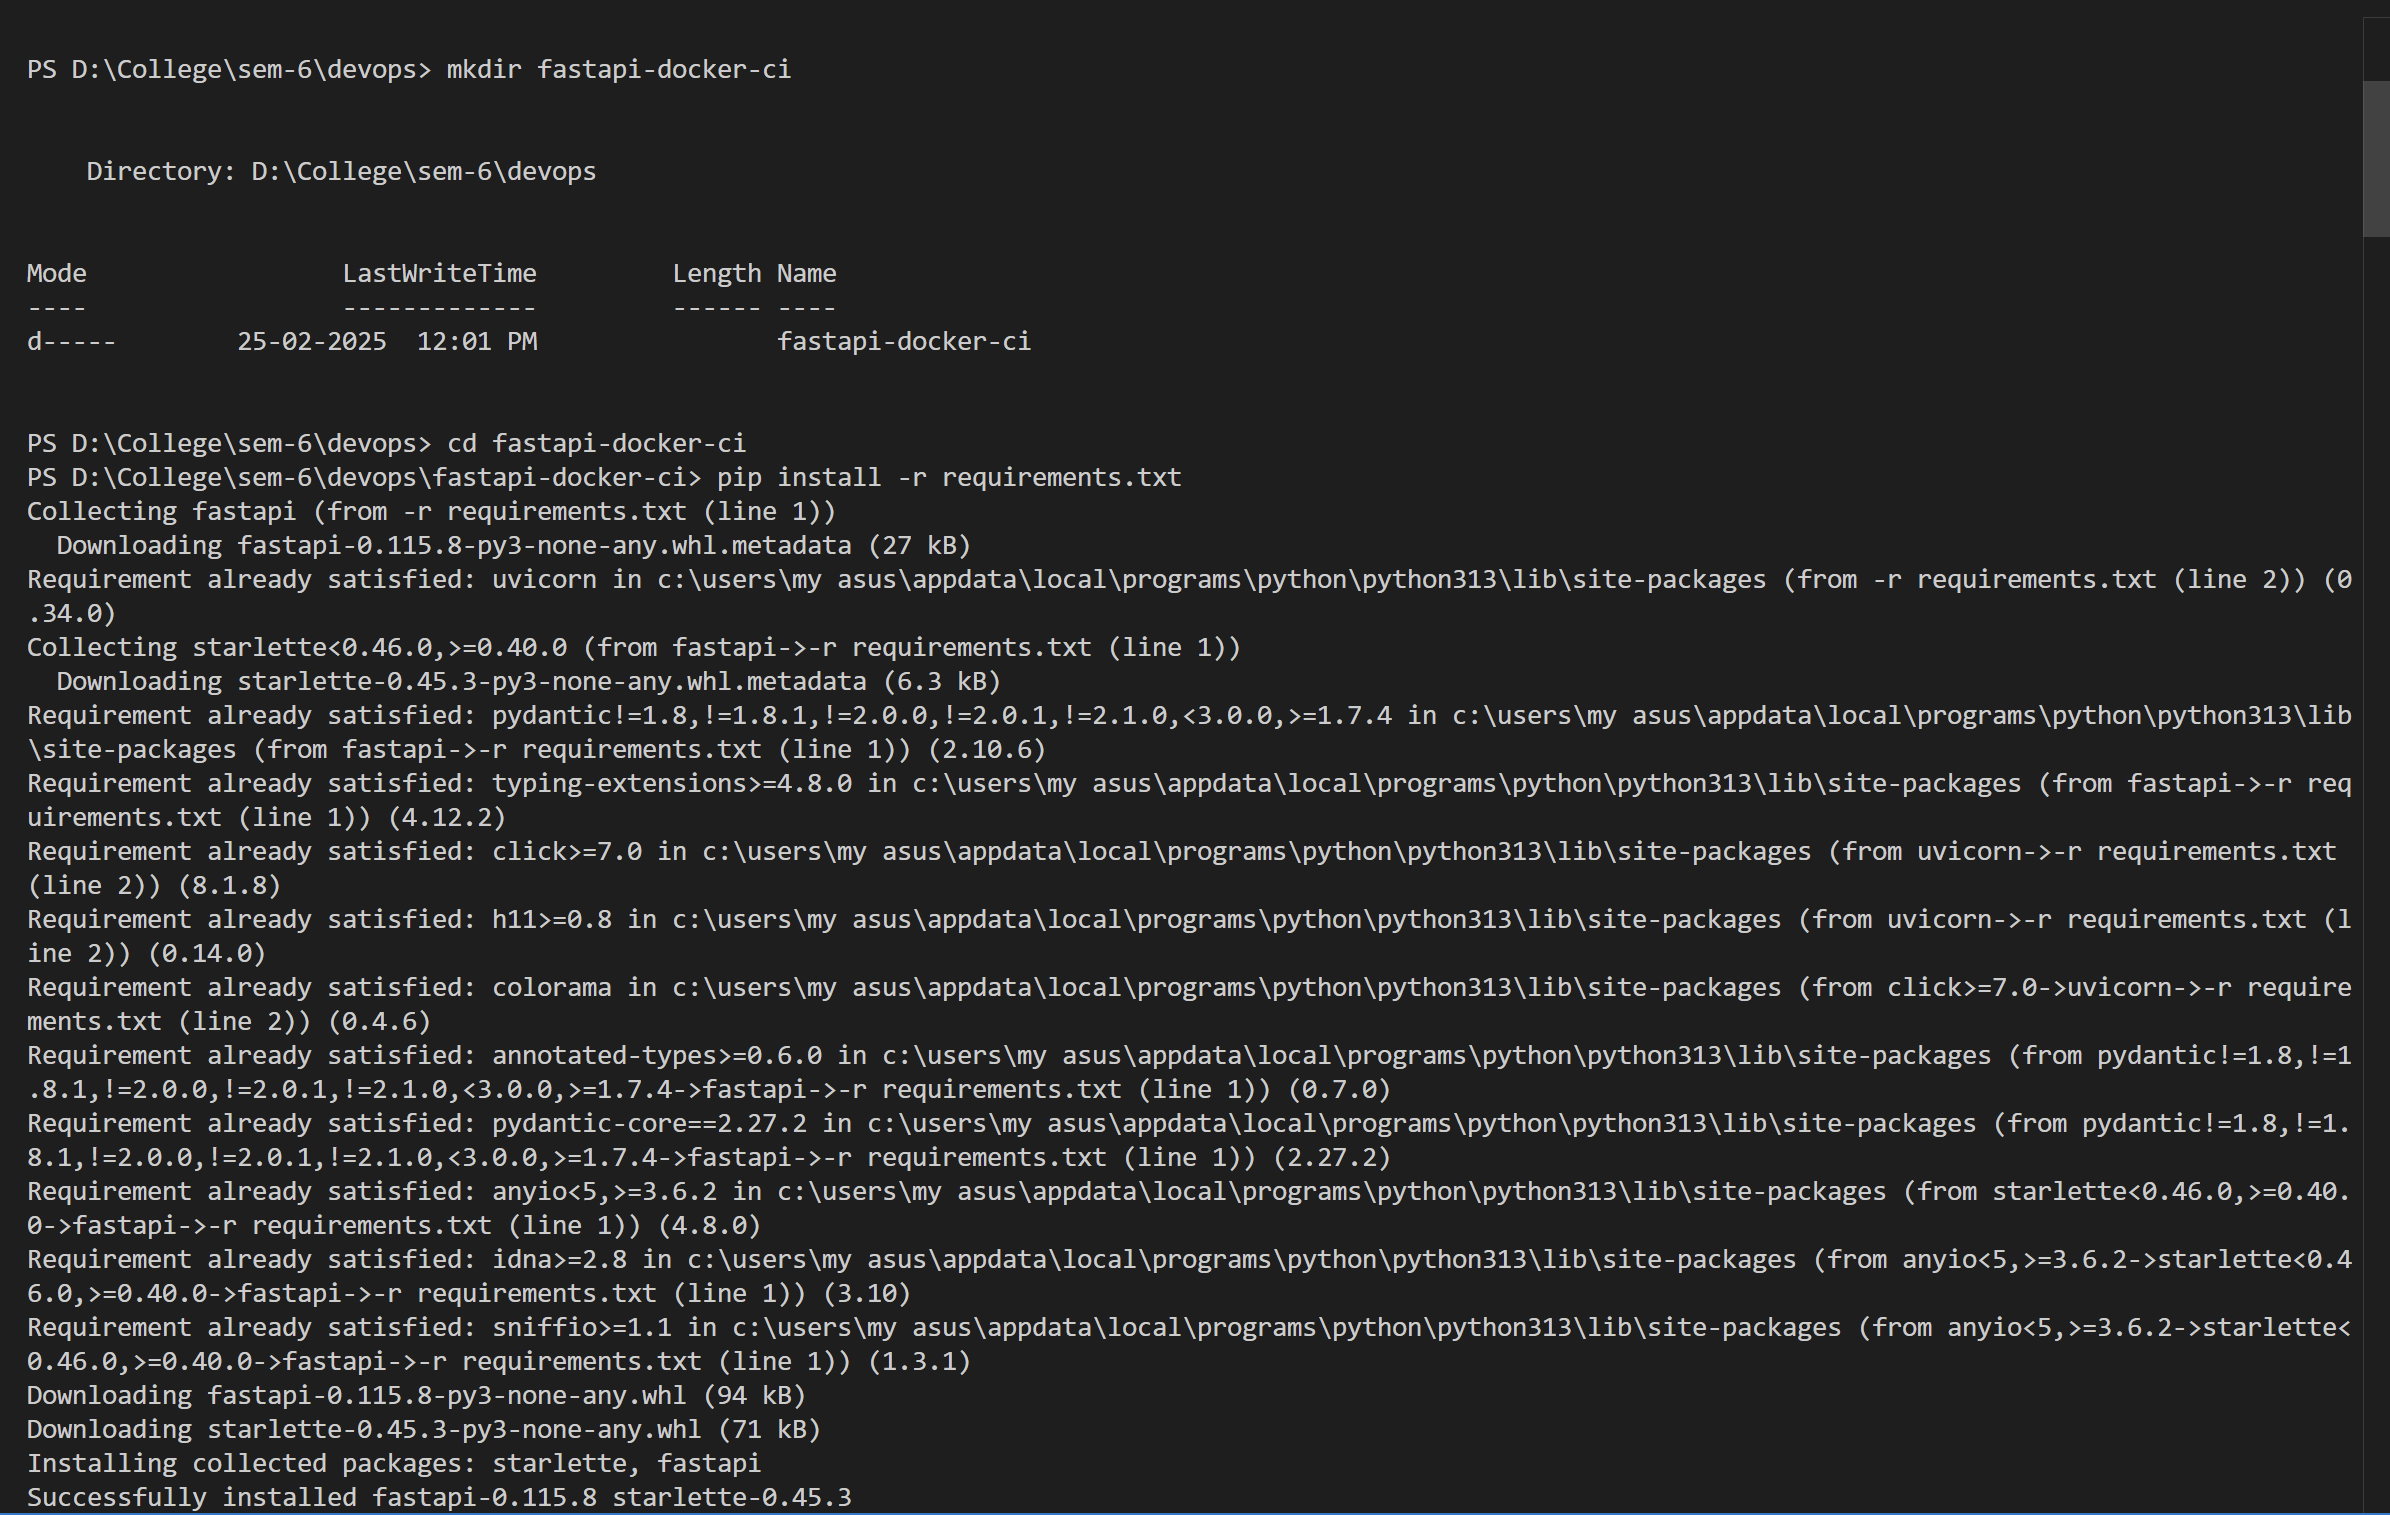 PS D:\College\sem-6\devops> mkdir fastapi-docker-ci
    Directory: D:\College\sem-6\devops
Mode                 LastWriteTime         Length Name
----                 -------------         ------ ----
d-----        25-02-2025  12:01 PM                fastapi-docker-ci
PS D:\College\sem-6\devops> cd fastapi-docker-ci
PS D:\College\sem-6\devops\fastapi-docker-ci> pip install -r requirements.txt
Collecting fastapi (from -r requirements.txt (line 1))
  Downloading fastapi-0.115.8-py3-none-any.whl.metadata (27 kB)
Requirement already satisfied: uvicorn in c:\users\my asus\appdata\local\programs\python\python313\lib\site-packages (from -r requirements.txt (line 2)) (0
.34.0)
Collecting starlette<0.46.0,>=0.40.0 (from fastapi->-r requirements.txt (line 1))
  Downloading starlette-0.45.3-py3-none-any.whl.metadata (6.3 kB)
Requirement already satisfied: pydantic!=1.8,!=1.8.1,!=2.0.0,!=2.0.1,!=2.1.0,<3.0.0,>=1.7.4 in c:\users\my asus\appdata\local\programs\python\python313\lib
\site-packages (from fastapi->-r requirements.txt (line 1)) (2.10.6)
Requirement already satisfied: typing-extensions>=4.8.0 in c:\users\my asus\appdata\local\programs\python\python313\lib\site-packages (from fastapi->-r req
uirements.txt (line 1)) (4.12.2)
Requirement already satisfied: click>=7.0 in c:\users\my asus\appdata\local\programs\python\python313\lib\site-packages (from uvicorn->-r requirements.txt
(line 2)) (8.1.8)
Requirement already satisfied: h11>=0.8 in c:\users\my asus\appdata\local\programs\python\python313\lib\site-packages (from uvicorn->-r requirements.txt (l
ine 2)) (0.14.0)
Requirement already satisfied: colorama in c:\users\my asus\appdata\local\programs\python\python313\lib\site-packages (from click>=7.0->uvicorn->-r require
ments.txt (line 2)) (0.4.6)
Requirement already satisfied: annotated-types>=0.6.0 in c:\users\my asus\appdata\local\programs\python\python313\lib\site-packages (from pydantic!=1.8,!=1
.8.1,!=2.0.0,!=2.0.1,!=2.1.0,<3.0.0,>=1.7.4->fastapi->-r requirements.txt (line 1)) (0.7.0)
Requirement already satisfied: pydantic-core==2.27.2 in c:\users\my asus\appdata\local\programs\python\python313\lib\site-packages (from pydantic!=1.8,!=1.
8.1,!=2.0.0,!=2.0.1,!=2.1.0,<3.0.0,>=1.7.4->fastapi->-r requirements.txt (line 1)) (2.27.2)
Requirement already satisfied: anyio<5,>=3.6.2 in c:\users\my asus\appdata\local\programs\python\python313\lib\site-packages (from starlette<0.46.0,>=0.40.
0->fastapi->-r requirements.txt (line 1)) (4.8.0)
Requirement already satisfied: idna>=2.8 in c:\users\my asus\appdata\local\programs\python\python313\lib\site-packages (from anyio<5,>=3.6.2->starlette<0.4
6.0,>=0.40.0->fastapi->-r requirements.txt (line 1)) (3.10)
Requirement already satisfied: sniffio>=1.1 in c:\users\my asus\appdata\local\programs\python\python313\lib\site-packages (from anyio<5,>=3.6.2->starlette<
0.46.0,>=0.40.0->fastapi->-r requirements.txt (line 1)) (1.3.1)
Downloading fastapi-0.115.8-py3-none-any.whl (94 kB)
Downloading starlette-0.45.3-py3-none-any.whl (71 kB)
Installing collected packages: starlette, fastapi
Successfully installed fastapi-0.115.8 starlette-0.45.3